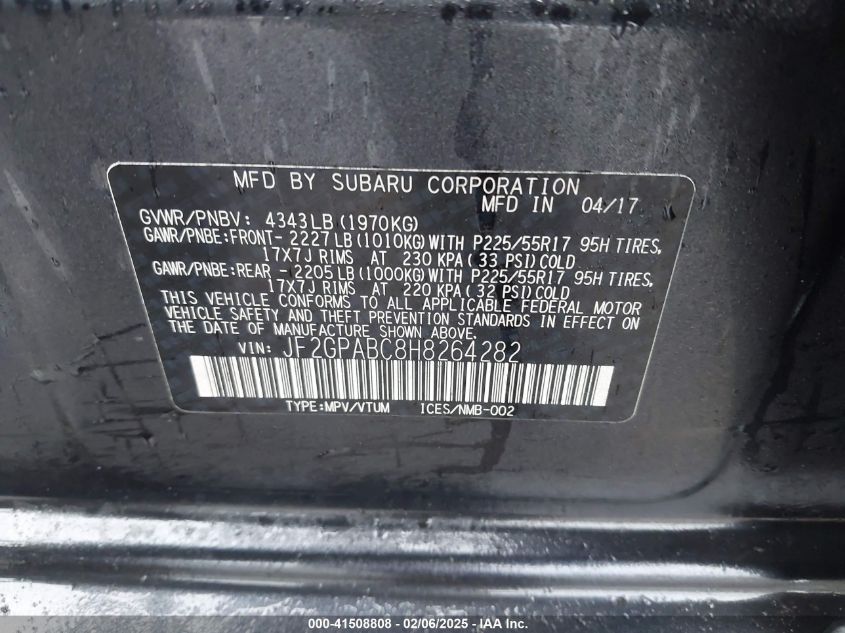 MFD BY SUBARU CORPORATION
MFD IN 04/17
GVWR/PNBV: 4343LB(1970KG)
GAWR/PNBE:FRONT- 2227LB(1010KG)WITH P225/55R17 95H TIRES,
17X7J RIMS AT 230 KPA(33 PSI)COLD
GAWR/PNBE:REAR - 2205LB(1000KG)WITH P225/55R17 95H TIRES,
17X7J RIMS AT 220 KPA(32 PSI)COLD
THIS VEHICLE CONFORMS TO ALL APPLICABLE FEDERAL MOTOR
VEHICLE SAFETY AND THEFT PREVENTION STANDARDS IN EFFECT ON
THE DATE OF MANUFACTURE SHOWN ABOVE.
VIN: JF2GPABC8H8264282
TYPE:MPV/VTUM ICES/NMB-002
000-41508808 - 02/06/2025 - IAA Inc.